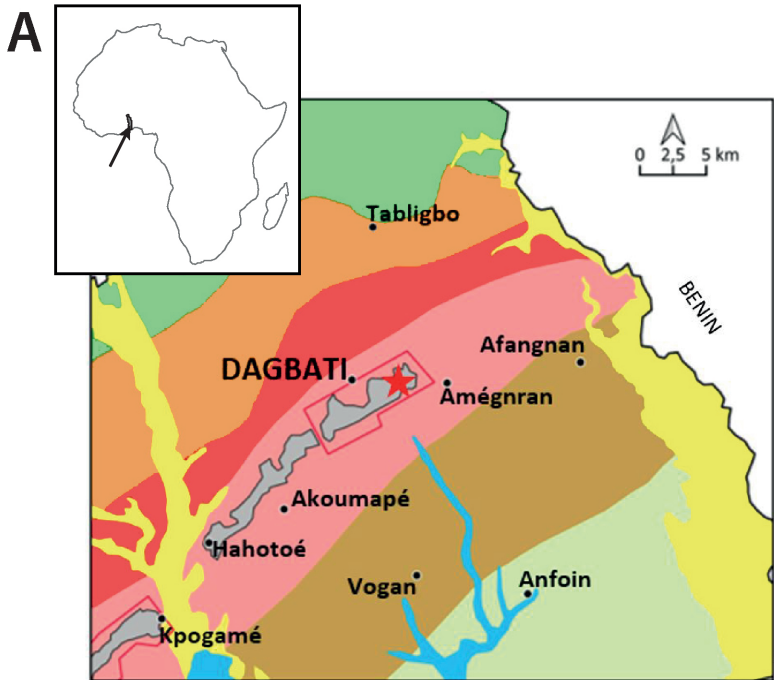 A
0 2,5 5 km
Tabligbo
BENIN
Afangnan
DAGBATI
Amégnran
Akoumapé
Hahotoé
Vogan
Anfoin
Kpogamé